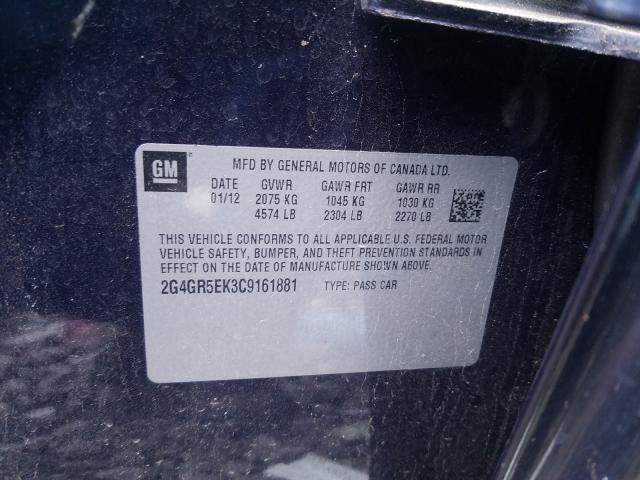 GM
MFD BY GENERAL MOTORS OF CANADA LTD.
DATE GVWR GAWR FRT GAWR RR
01/12 2075 KG 1045 KG 1030 KG
4574 LB 2304 LB 2270 LB
THIS VEHICLE CONFORMS TO ALL APPLICABLE U.S. FEDERAL MOTOR
VEHICLE SAFETY, BUMPER, AND THEFT PREVENTION STANDARDS IN
EFFECT ON THE DATE OF MANUFACTURE SHOWN ABOVE.
2G4GR5EK3C9161881 TYPE: PASS CAR